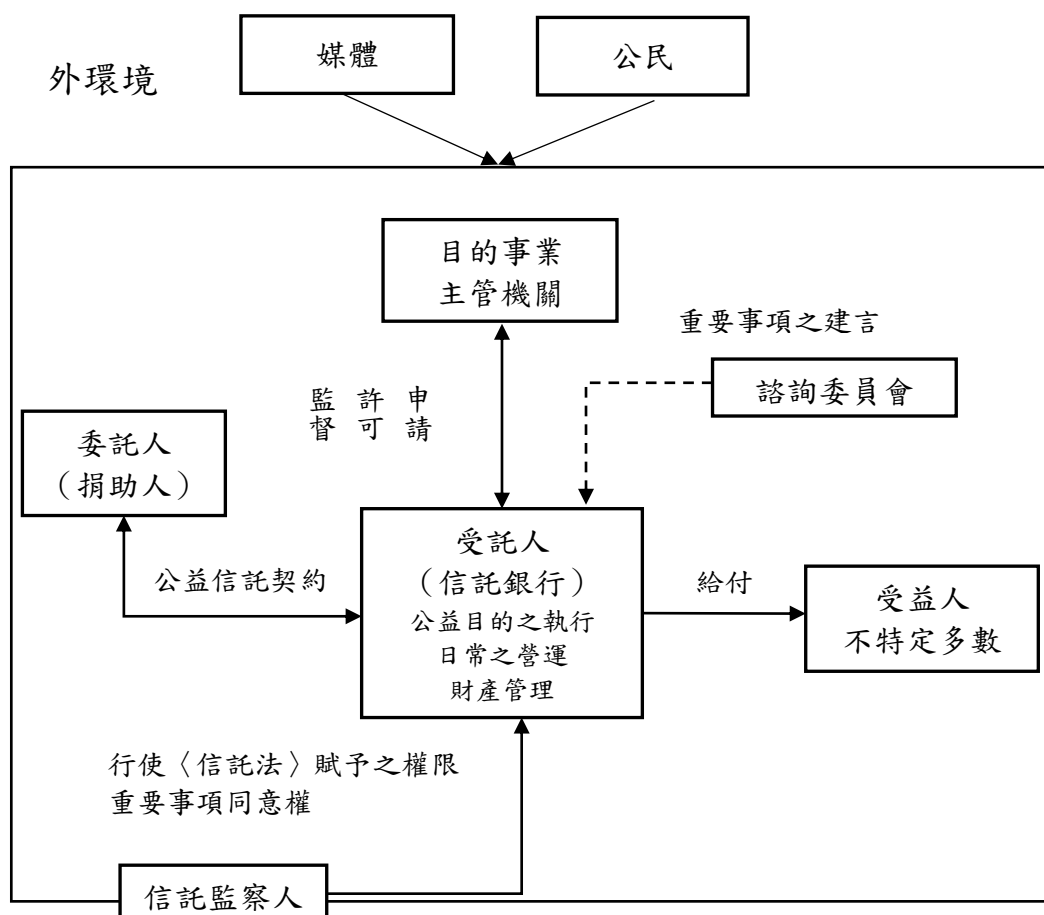 媒體
公民
外環境
目的事業
主管機關
重要事項之建言
諮詢委員會
監督
許可
申請
委託人
（捐助人）
受託人
（信託銀行）
公益目的之執行
日常之營運
財產管理
公益信託契約
給付
受益人
不特定多數
行使〈信託法〉賦予之權限
重要事項同意權
信託監察人